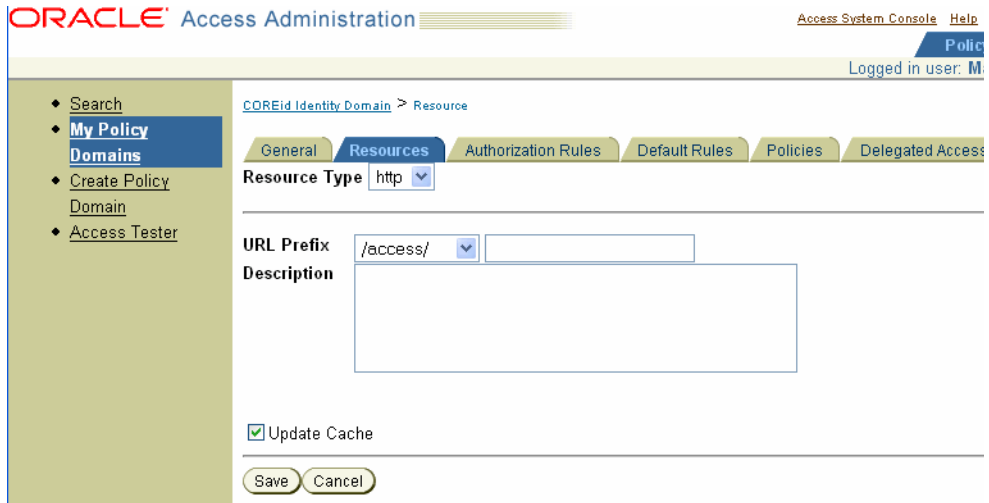 ORACLE Access Administration
Access System Console Help
Logged in user:
Search
My Policy
Domains
Create Policy
Domain
Access Tester
COREid Identity Domain > Resource
General Resources Authorization Rules Default Rules Policies Delegated Access
Resource Type http
URL Prefix /access/
Description
Update Cache
Save Cancel